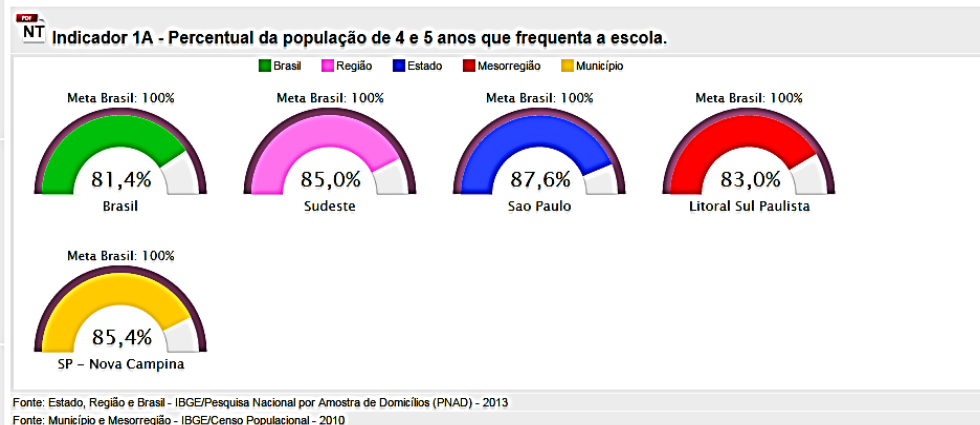 PDF
NT Indicador 1A - Percentual da população de 4 e 5 anos que frequenta a escola.
Brasil Região Estado Mesorregião Município
Meta Brasil: 100% Meta Brasil: 100% Meta Brasil: 100% Meta Brasil: 100%
81,4% 85,0% 87,6% 83,0%
Brasil Sudeste Sao Paulo Litoral Sul Paulista
Meta Brasil: 100%
85,4%
SP - Nova Campina
Fonte: Estado, Região e Brasil - IBGE/Pesquisa Nacional por Amostra de Domicílios (PNAD) - 2013
Fonte: Município e Mesorregião - IBGE/Censo Populacional - 2010